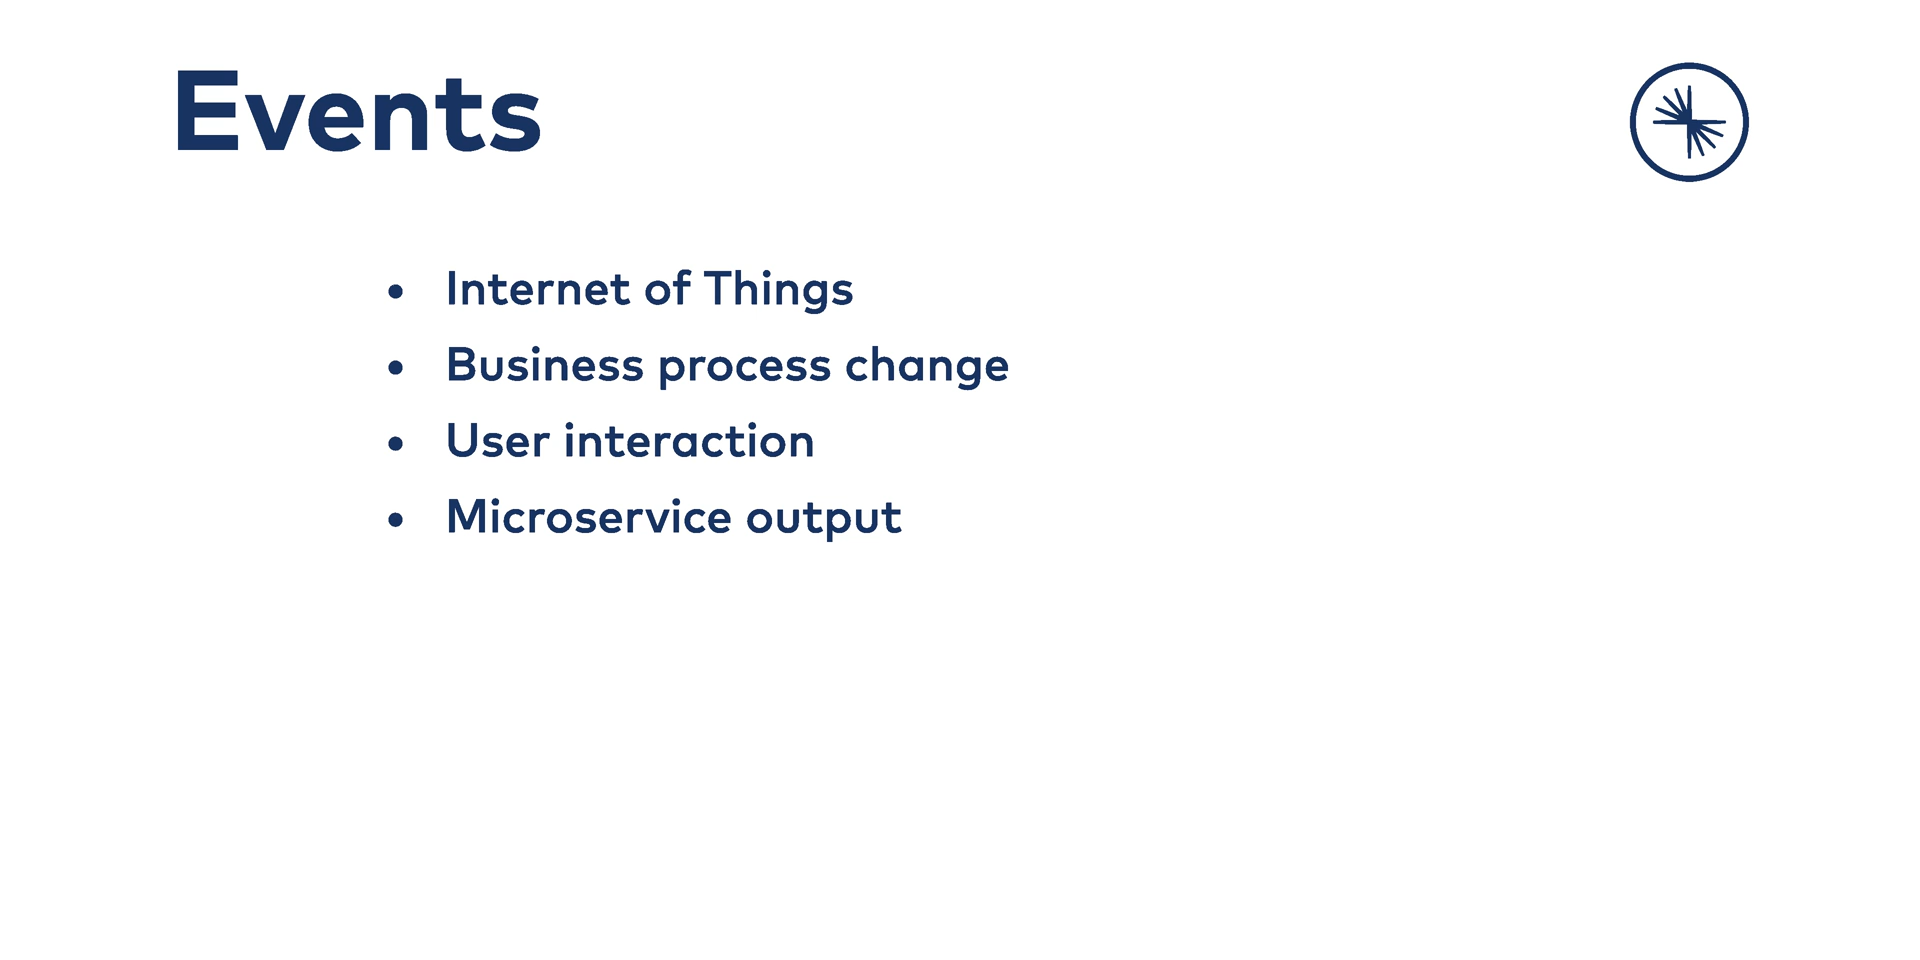 Events
• Internet of Things
• Business process change
• User interaction
• Microservice output